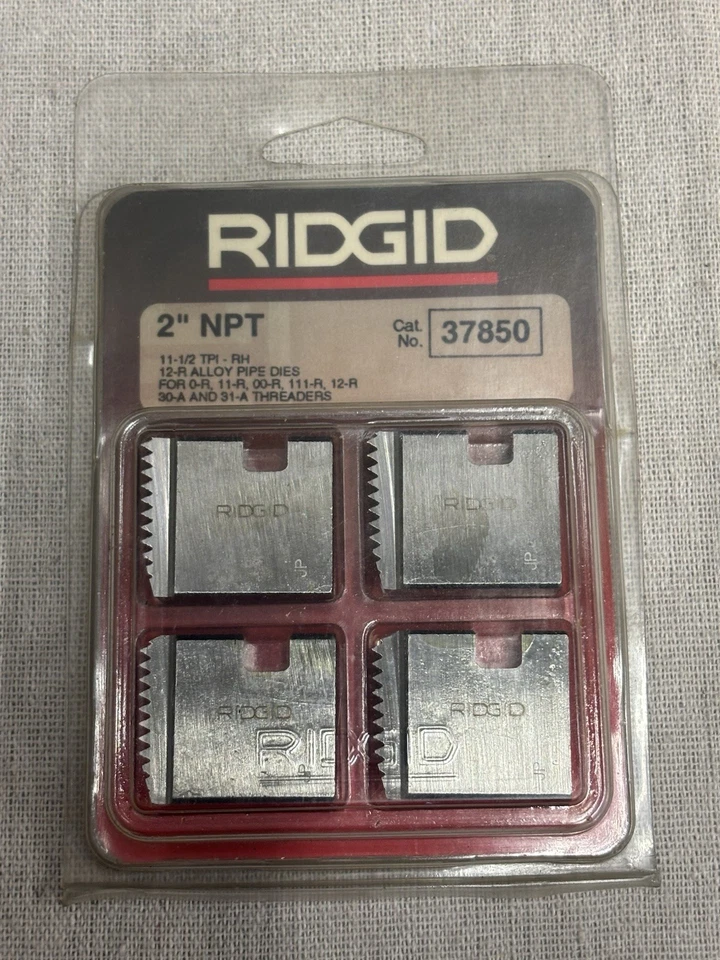 RIDGID
2" NPT
Cat. No. 37850
11-1/2 TPI - RH
12-R ALLOY PIPE DIES
FOR 0-R, 11-R, 00-R, 111-R, 12-R
30-A AND 31-A THREADERS
RIDGID
JP
RIDGID
JP
RIDGID
JP
RIDGID
JP
RIDGID